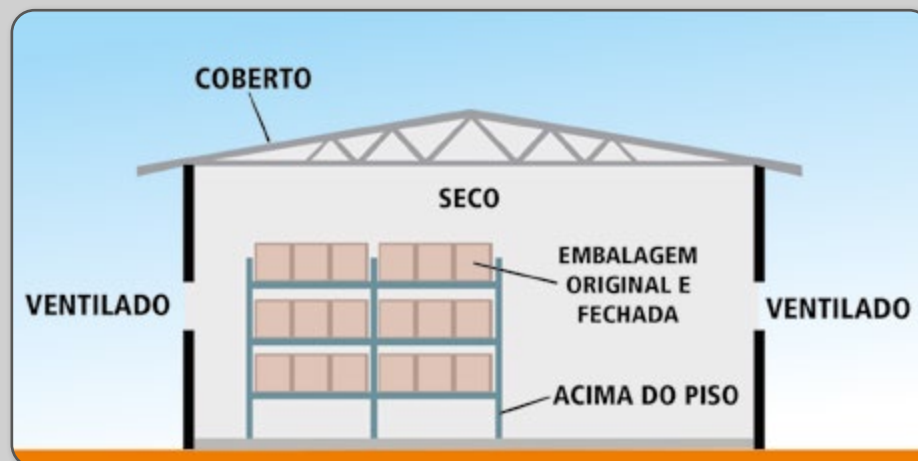 COBERTO
SECO
EMBALAGEM
ORIGINAL E
FECHADA
VENTILADO
VENTILADO
ACIMA DO PISO